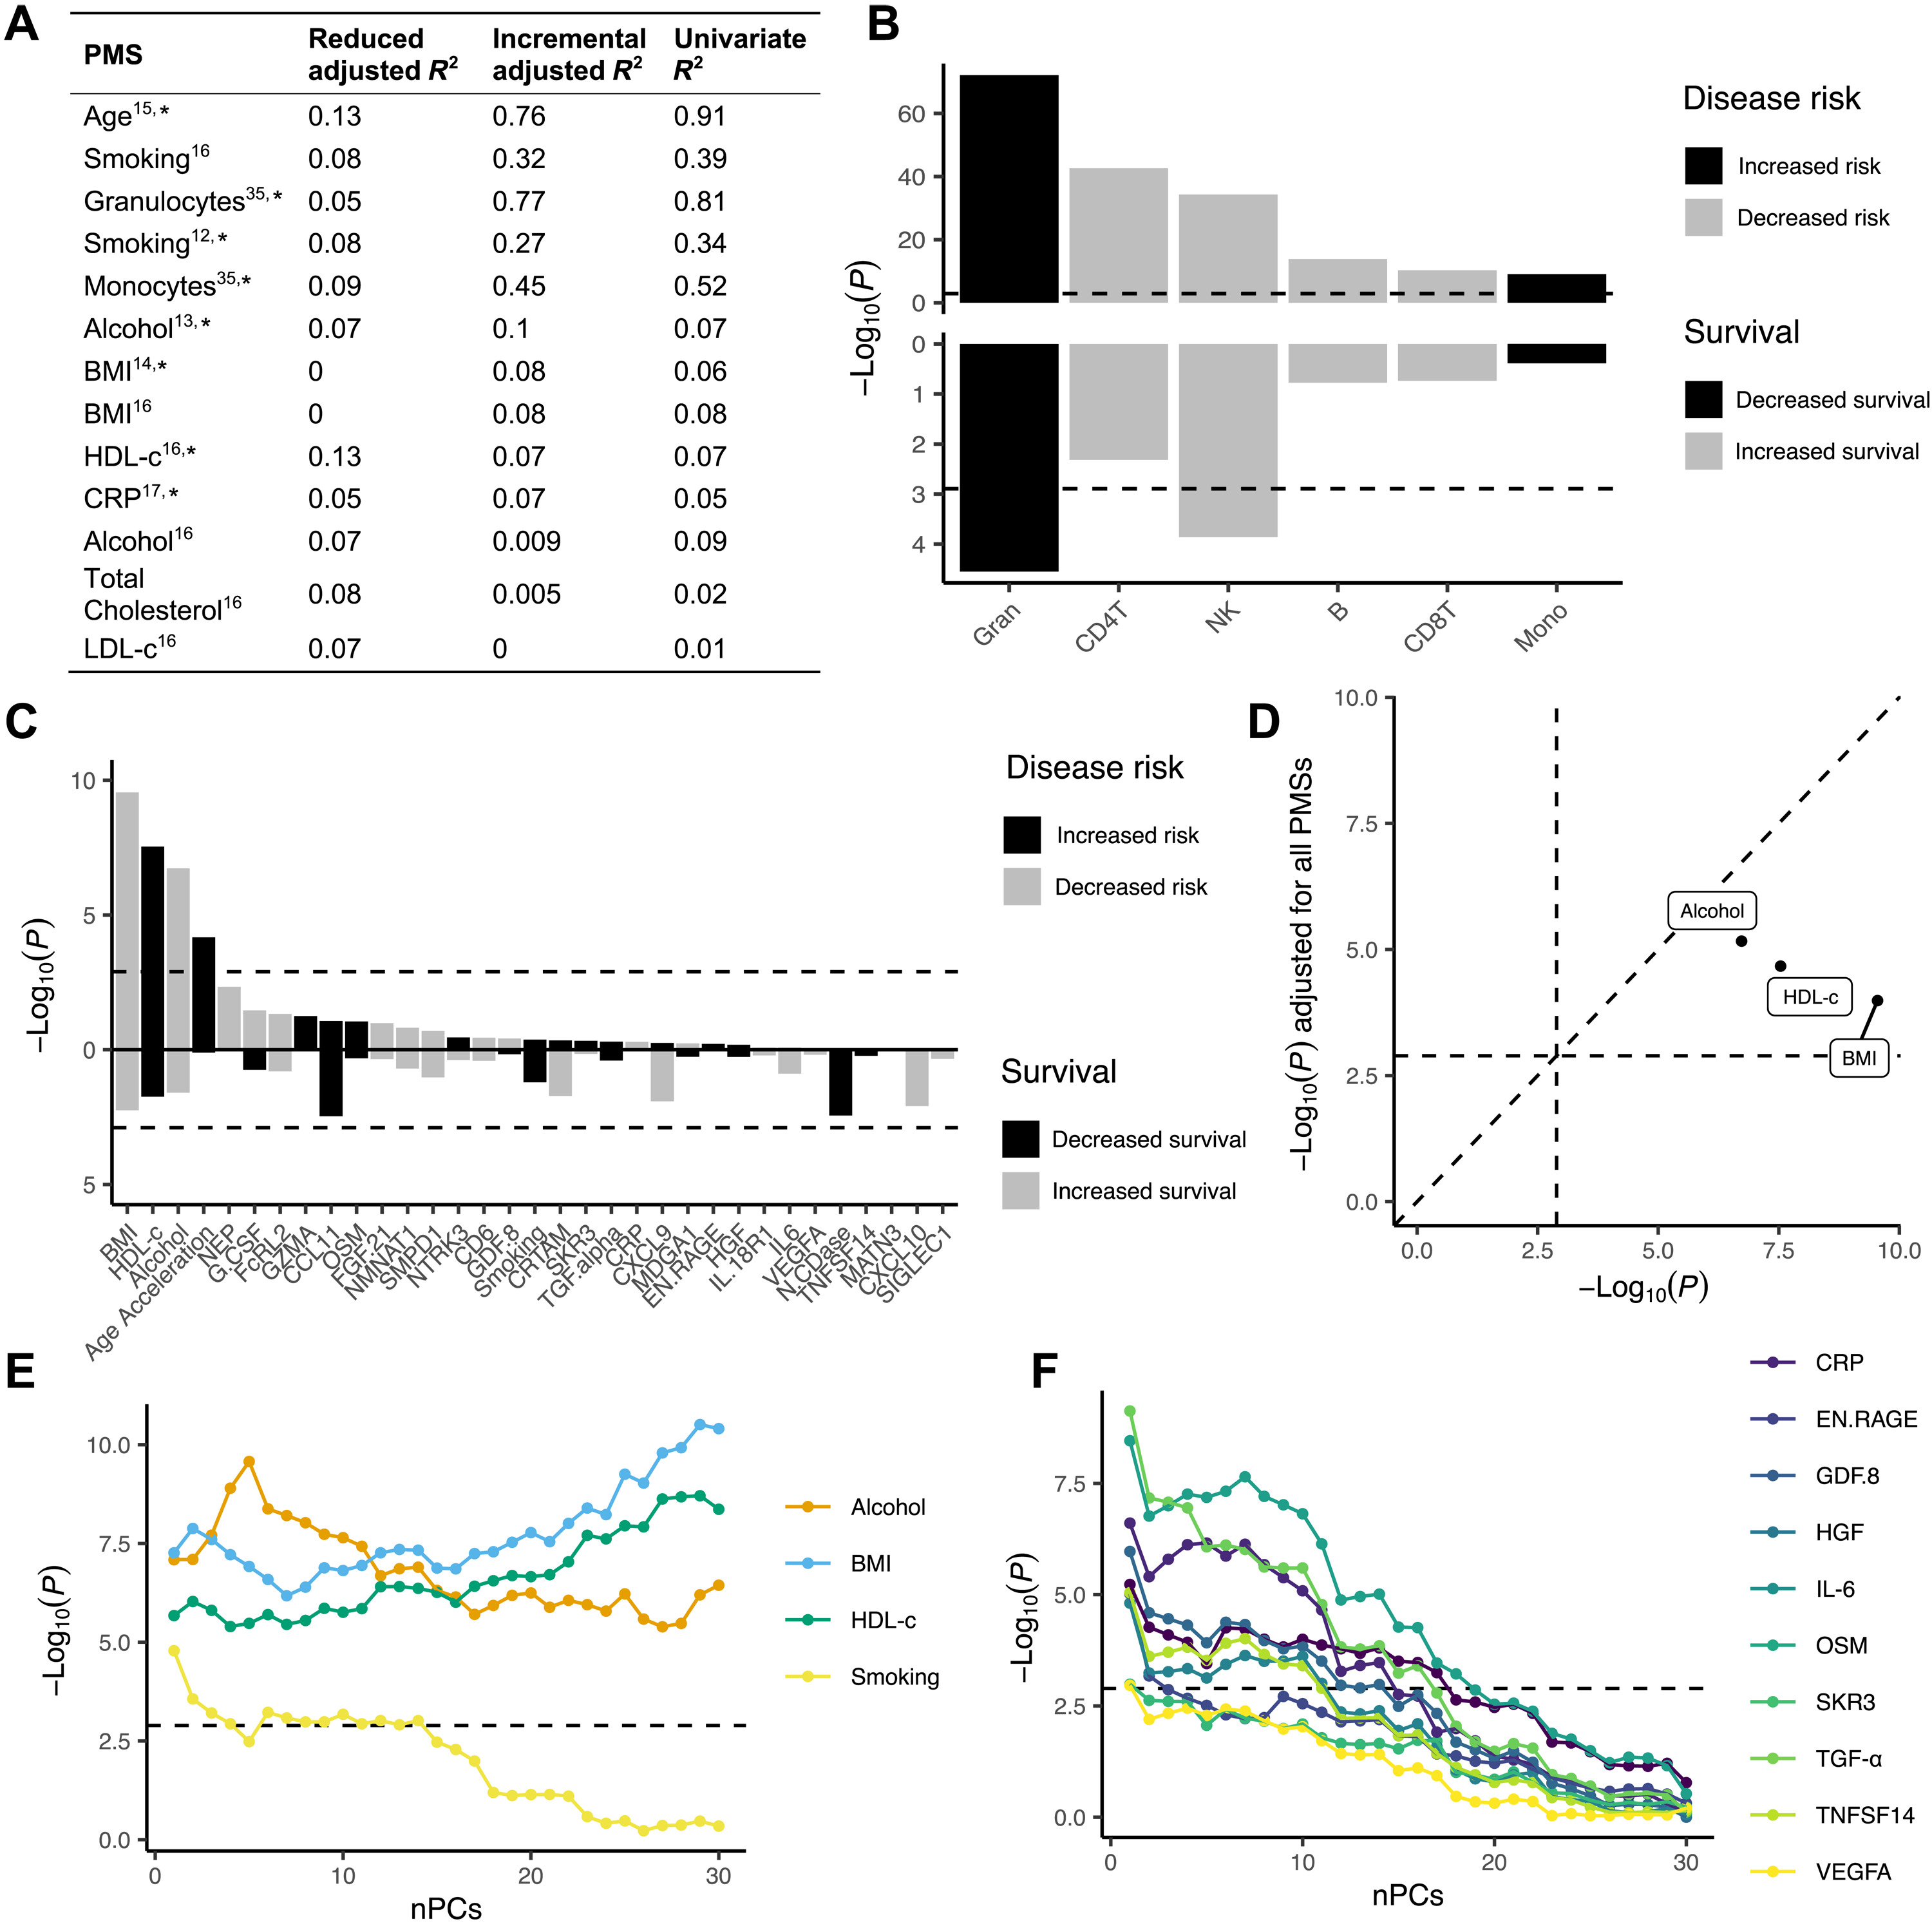 A
PMS Reduced adjusted R² Incremental adjusted R² Univariate R²
Age¹⁵,* 0.13 0.76 0.91
Smoking¹⁶ 0.08 0.32 0.39
Granulocytes³⁵,* 0.05 0.77 0.81
Smoking¹²,* 0.08 0.27 0.34
Monocytes³⁵,* 0.09 0.45 0.52
Alcohol¹³,* 0.07 0.1 0.07
BMI¹⁴,* 0 0.08 0.06
BMI¹⁶ 0 0.08 0.08
HDL-c¹⁶,* 0.13 0.07 0.07
CRP¹⁷,* 0.05 0.07 0.05
Alcohol¹⁶ 0.07 0.009 0.09
Total Cholesterol¹⁶ 0.08 0.005 0.02
LDL-c¹⁶ 0.07 0 0.01
B
−Log₁₀(P)
60
40
20
0
0
1
2
3
4
Gran CD4T NK B CD8T Mono
Disease risk
Increased risk
Decreased risk
Survival
Decreased survival
Increased survival
C
−Log₁₀(P)
10
5
0
5
BMI
HDL-c
Alcohol
Age Acceleration
NEP
G.CSF
FcRL2
GZMA
CCL11
OSM
FGF.21
NMNAT1
SMPD1
NTRK3
CD6
GDF.8
Smoking
CRTAM
SKR3
TGF.alpha
CRP
CXCL9
MDGA1
EN.RAGE
HGF
IL.18R1
IL6
VEGFA
N.CDase
TNFSF14
MATN3
CXCL10
SIGLEC1
Disease risk
Increased risk
Decreased risk
Survival
Decreased survival
Increased survival
D
−Log₁₀(P) adjusted for all PMSs
10.0
7.5
5.0
2.5
0.0
Alcohol
HDL-c
BMI
0.0 2.5 5.0 7.5 10.0
−Log₁₀(P)
E
−Log₁₀(P)
10.0
7.5
5.0
2.5
0.0
0 10 20 30
nPCs
Alcohol
BMI
HDL-c
Smoking
F
−Log₁₀(P)
7.5
5.0
2.5
0.0
0 10 20 30
nPCs
CRP
EN.RAGE
GDF.8
HGF
IL-6
OSM
SKR3
TGF-α
TNFSF14
VEGFA